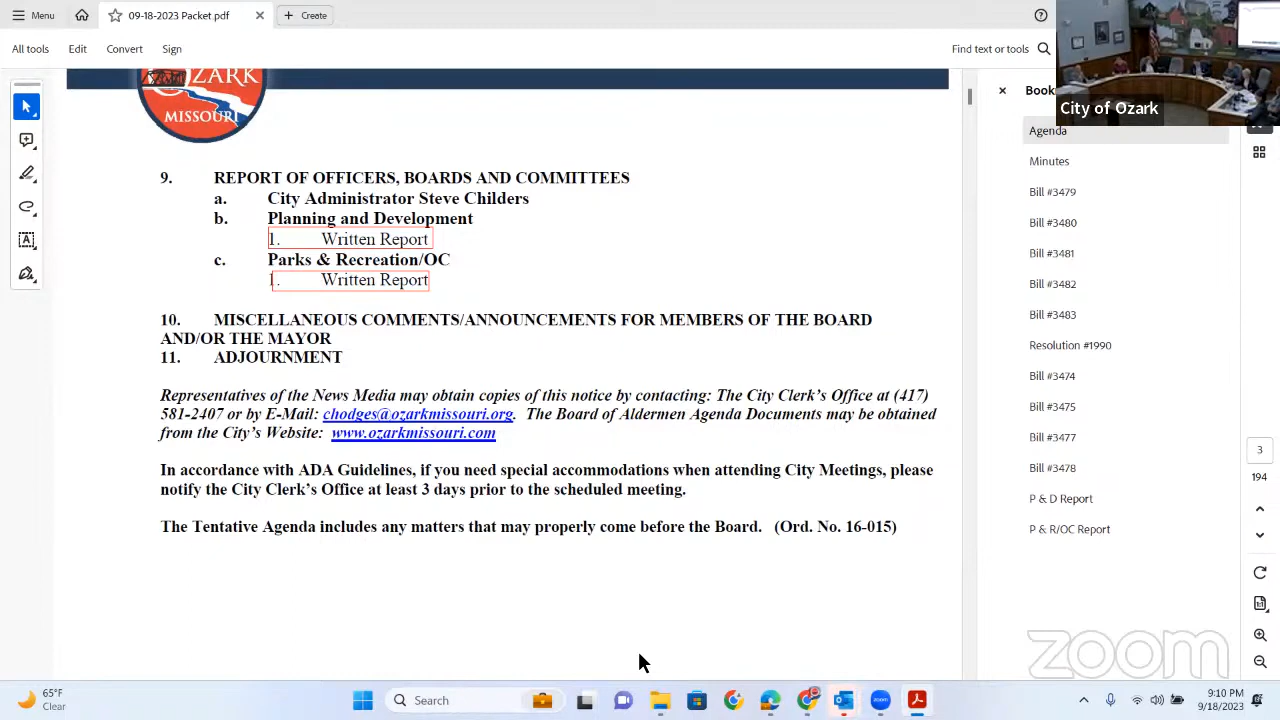 Menu
09-18-2023 Packet.pdf
Create
All tools
Edit
Convert
Sign
Find text or tools
City of Ozark
OZARK
MISSOURI
9. REPORT OF OFFICERS, BOARDS AND COMMITTEES
a. City Administrator Steve Childers
b. Planning and Development
1. Written Report
c. Parks & Recreation/OC
1. Written Report
10. MISCELLANEOUS COMMENTS/ANNOUNCEMENTS FOR MEMBERS OF THE BOARD
AND/OR THE MAYOR
11. ADJOURNMENT
Representatives of the News Media may obtain copies of this notice by contacting: The City Clerk's Office at (417)
581-2407 or by E-Mail: chodges@ozarkmissouri.org. The Board of Aldermen Agenda Documents may be obtained
from the City's Website: www.ozarkmissouri.com
In accordance with ADA Guidelines, if you need special accommodations when attending City Meetings, please
notify the City Clerk's Office at least 3 days prior to the scheduled meeting.
The Tentative Agenda includes any matters that may properly come before the Board. (Ord. No. 16-015)
Book
Agenda
Minutes
Bill #3479
Bill #3480
Bill #3481
Bill #3482
Bill #3483
Resolution #1990
Bill #3474
Bill #3475
Bill #3477
Bill #3478
P & D Report
P & R/OC Report
3
194
zoom
65°F
Clear
Search
zoom
9:10 PM
9/18/2023